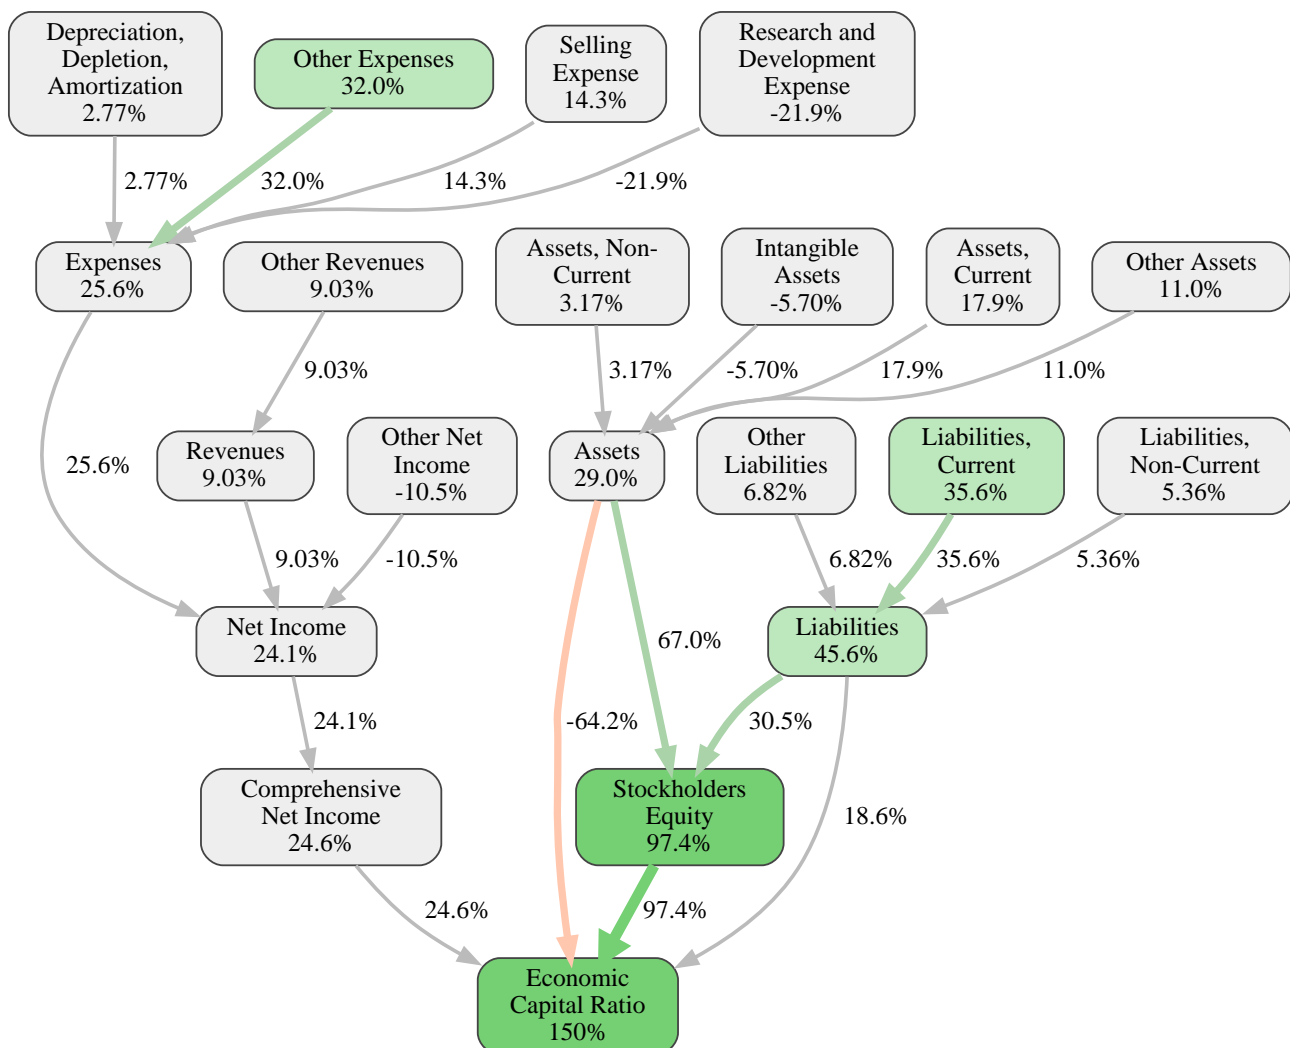 Depreciation,
Depletion,
Amortization
2.77%
Other Expenses
32.0%
Selling
Expense
14.3%
Research and
Development
Expense
-21.9%
2.77%
32.0%
14.3%
-21.9%
Expenses
25.6%
Other Revenues
9.03%
Assets, Non-
Current
3.17%
Intangible
Assets
-5.70%
Assets,
Current
17.9%
Other Assets
11.0%
9.03%
3.17%
-5.70%
17.9%
11.0%
25.6%
Revenues
9.03%
Other Net
Income
-10.5%
Assets
29.0%
Other
Liabilities
6.82%
Liabilities,
Current
35.6%
Liabilities,
Non-Current
5.36%
9.03%
-10.5%
6.82%
35.6%
5.36%
Net Income
24.1%
67.0%
Liabilities
45.6%
24.1%
-64.2%
30.5%
Comprehensive
Net Income
24.6%
Stockholders
Equity
97.4%
18.6%
24.6%
97.4%
Economic
Capital Ratio
150%